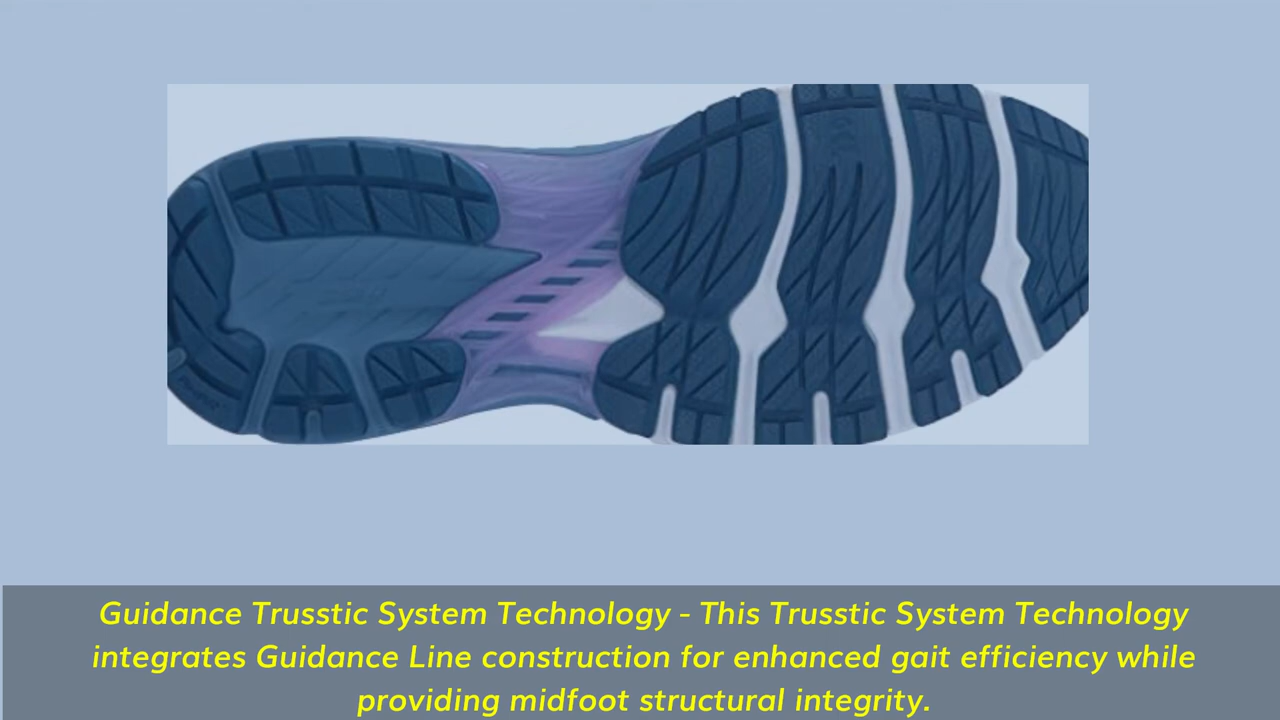 Guidance Trusstic System Technology - This Trusstic System Technology
integrates Guidance Line construction for enhanced gait efficiency while
providing midfoot structural integrity.